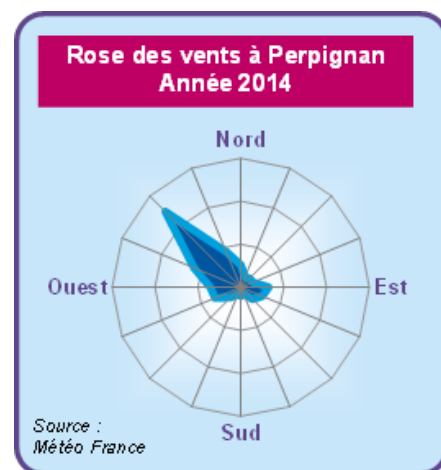 Rose des vents à Perpignan
Année 2014
Nord
Ouest
Est
Sud
Source :
Météo France